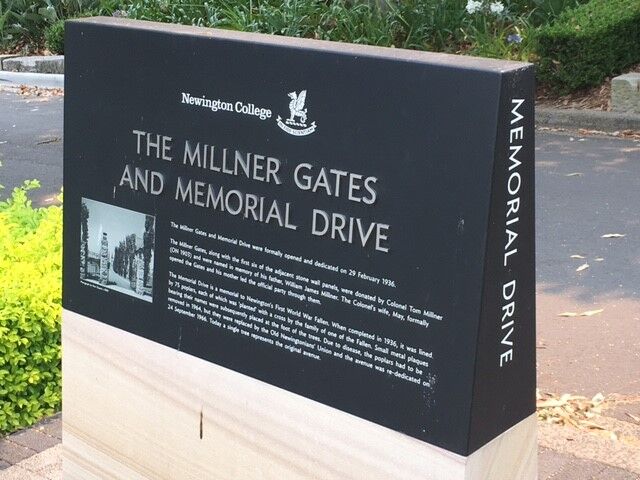 Newington College
THE MILLNER GATES
AND MEMORIAL DRIVE
The Millner Gates and Memorial Drive were formally opened and dedicated on 29 February 1936.
The Millner Gates, along with the first six of the adjacent stone wall panels, were donated by Colonel Tom Millner
(ON 1907) and were named in memory of his father, William James Millner. The Colonel's wife, May, formally
opened the Gates and his mother led the official party through them.
The Memorial Drive is a memorial to Newington's First World War Fallen. When completed in 1936, it was lined
by 75 poplars, each of which was 'planted' with a cross by the family of one of the Fallen. Small metal plaques
bearing their names were subsequently placed at the foot of the trees. Due to disease, the poplars had to be
removed in 1964, but they were replaced by the Old Newingtonians' Union and the avenue was re-dedicated on
24 September 1966. Today a single tree represents the original avenue.
MEMORIAL DRIVE